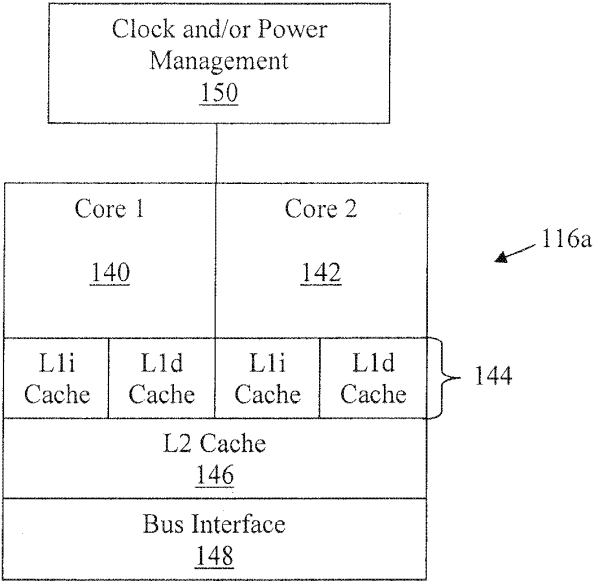 Clock and/or Power
Management
150
Core 1
Core 2
140
142
116a
L1i
Cache
L1d
Cache
L1i
Cache
L1d
Cache
144
L2 Cache
146
Bus Interface
148